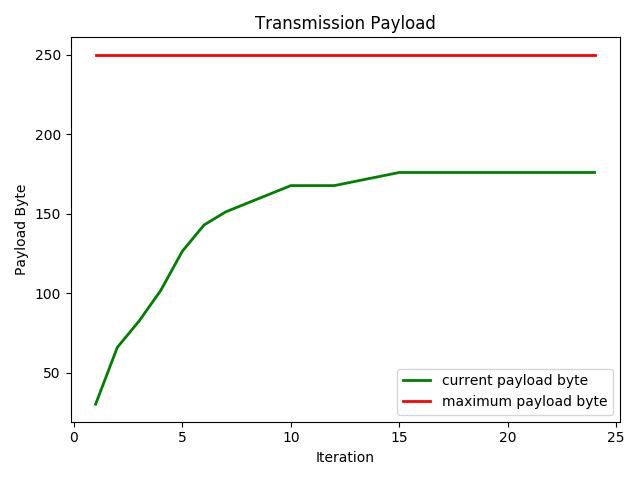 Transmission Payload
250
200
150
100
50
Payload Byte
current payload byte
maximum payload byte
0 5 10 15 20 25
Iteration